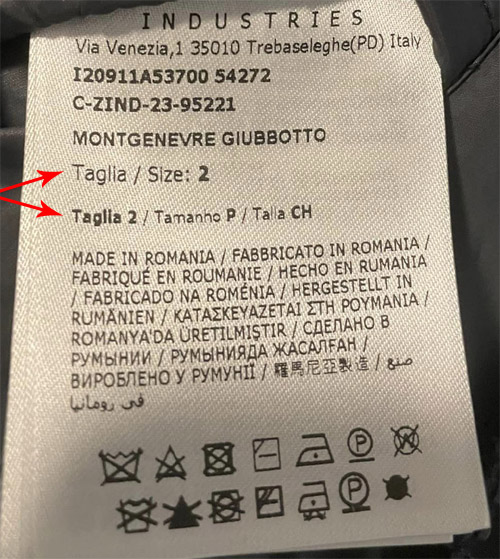 INDUSTRIES
Via Venezia,1 35010 Trebaseleghe(PD) Italy
I20911A53700 54272
C-ZIND-23-95221
MONTGENEVRE GIUBBOTTO
Taglia / Size: 2
Taglia 2 / Tamanho P / Talla CH
MADE IN ROMANIA / FABBRICATO IN ROMANIA /
FABRIQUÉ EN ROUMANIE / HECHO EN RUMANIA
/ FABRICADO NA ROMÉNIA / HERGESTELLT IN
RUMÄNIEN / ΚΑΤΑΣΚΕΥΑΖΕΤΑΙ ΣΤΗ ΡΟΥΜΑΝΙΑ /
ROMANYA'DA ÜRETILMIŞTIR / СДЕЛАНО В
РУМЫНИИ / РУМЫНИЯДА ЖАСАЛҒАН /
ВИРОБЛЕНО У РУМУНІЇ / 羅馬尼亞製造 / صنع
في رومانيا
P
W
P